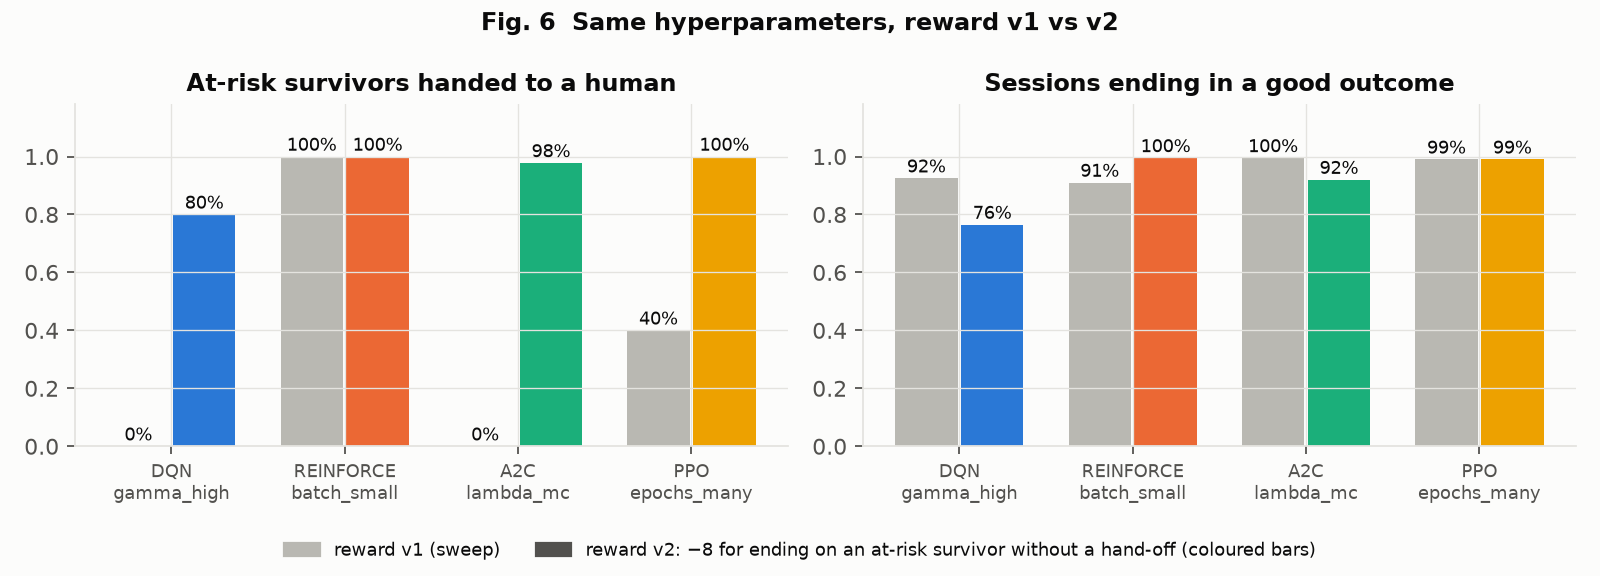 Fig. 6 Same hyperparameters, reward v1 vs v2
At-risk survivors handed to a human
1.0
0.8
0.6
0.4
0.2
0.0
0%
80%
100%
100%
0%
98%
40%
100%
DQN
gamma_high
REINFORCE
batch_small
A2C
lambda_mc
PPO
epochs_many
Sessions ending in a good outcome
1.0
0.8
0.6
0.4
0.2
0.0
92%
76%
91%
100%
100%
92%
99%
99%
DQN
gamma_high
REINFORCE
batch_small
A2C
lambda_mc
PPO
epochs_many
reward v1 (sweep)
reward v2: −8 for ending on an at-risk survivor without a hand-off (coloured bars)